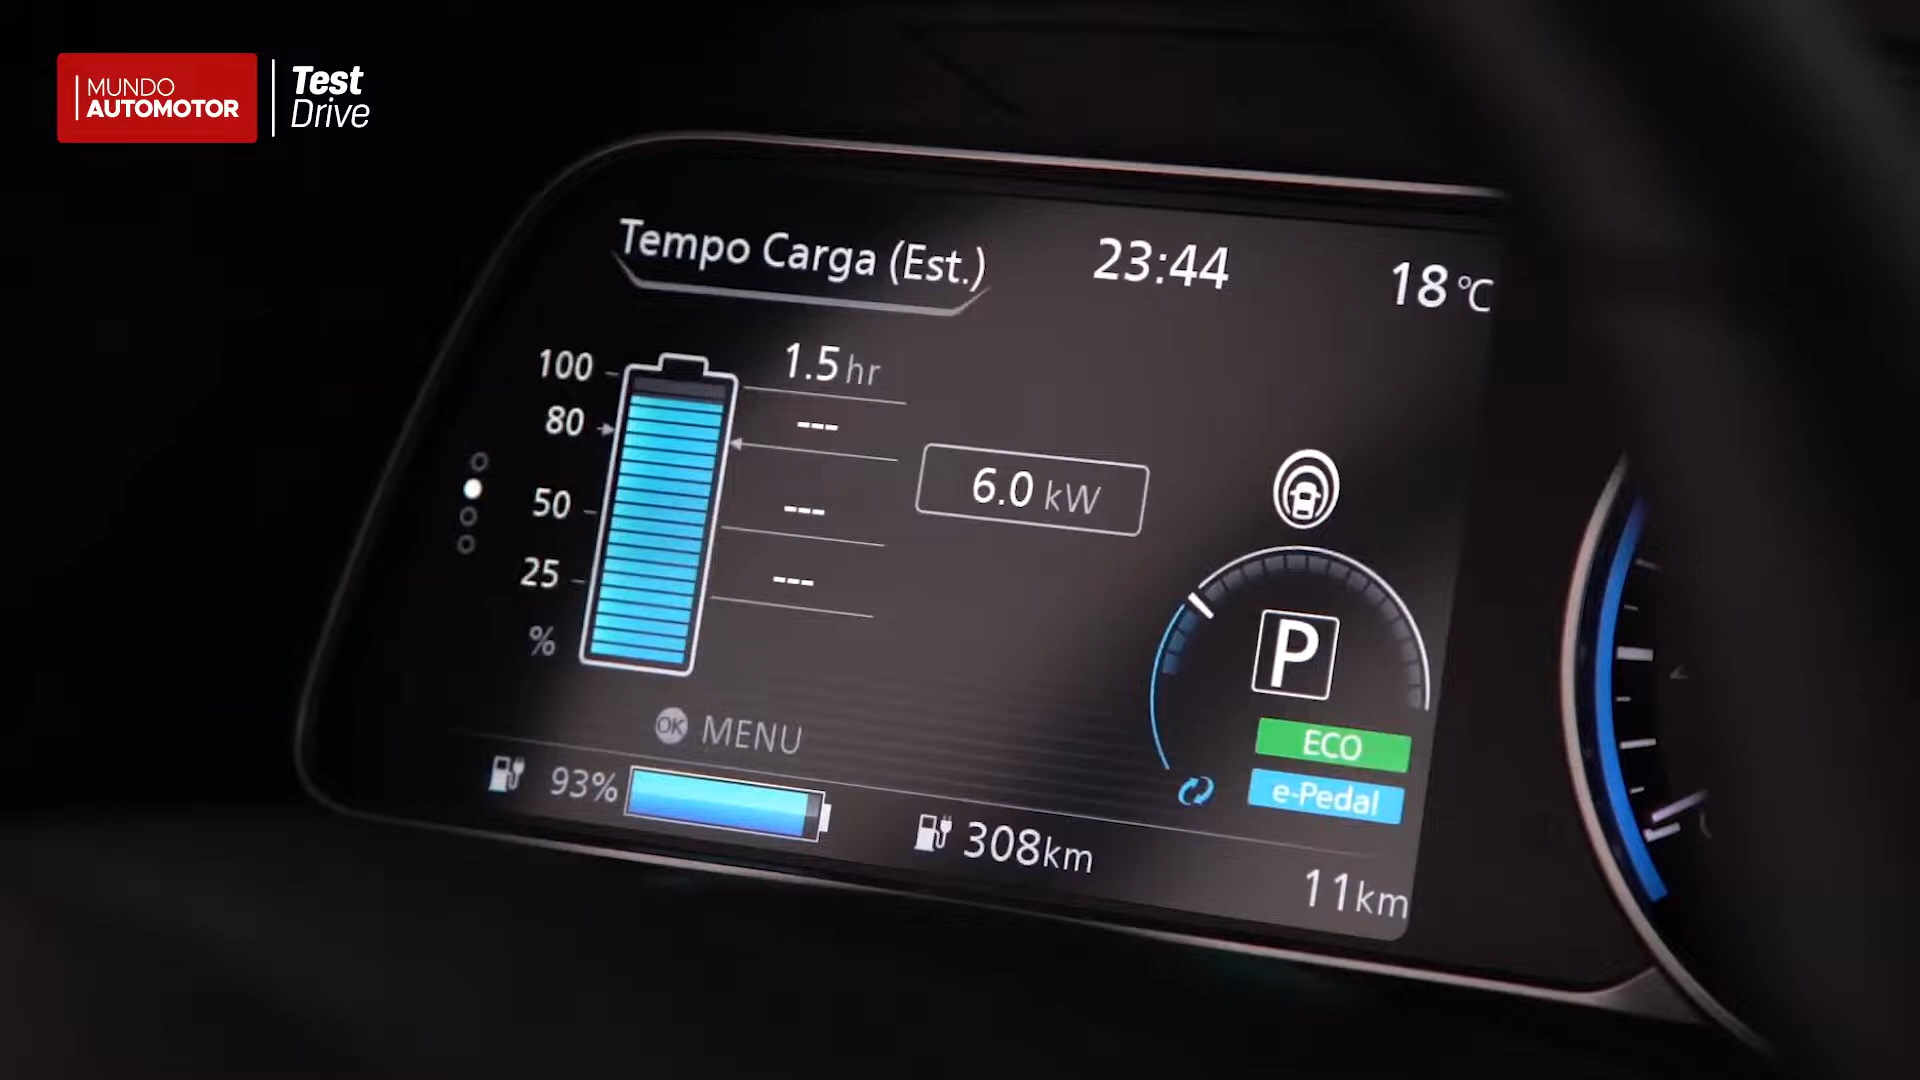 MUNDO
AUTOMOTOR
Test
Drive
Tempo Carga (Est.)
23:44
18 °C
100
1.5 hr
80
---
50
---
6.0 kW
25
---
%
P
OK MENU
ECO
93%
e-Pedal
308km
11km